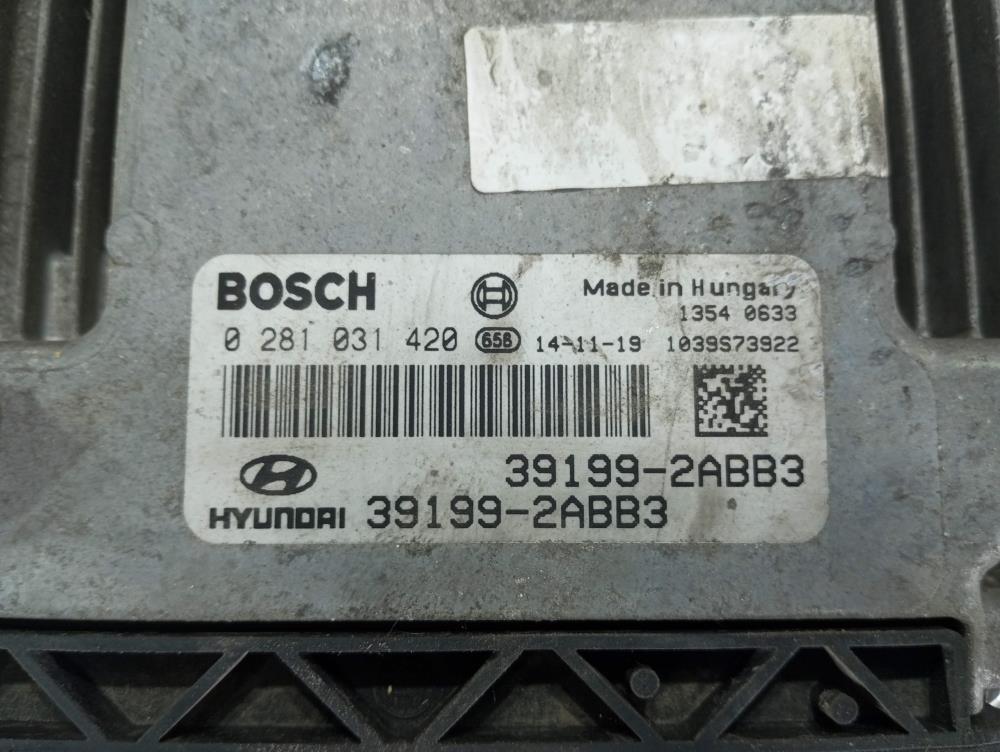 BOSCH
Made in Hungary
1354 0633
0 281 031 420 65B 14-11-19 1039S73922
39199-2ABB3
HYUNDAI 39199-2ABB3